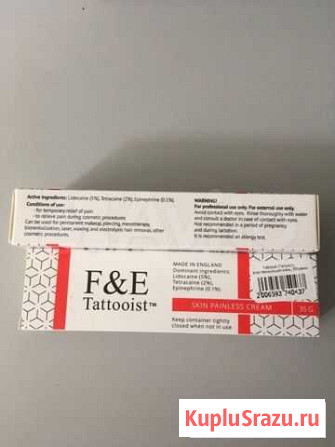 Active Ingredients: Lidocaine (5%), Tetracaine (2%), Epinephrine (0.1%).
Conditions of use:
- for temporary relief of pain
- to relieve pain during cosmetic procedures
Can be used for permanent makeup, piercing, mesotherapy,
biorevitalization, laser, waxing and electrolysis hair removal, other
cosmetic procedures.
WARNING!
For professional use only. For external use only.
Avoid contact with eyes. Rinse thoroughly with water
and consult a doctor in case of contact with eyes.
Not recommended in a period of pregnancy
and during lactation.
It is recommended an allergy test.
F&E
Tattooist™
MADE IN ENGLAND
Dominant ingredients:
Lidocaine (5%),
Tetracaine (2%),
Epinephrine (0.1%)
SKIN PAINLESS CREAM
35 G
Keep container tightly
closed when not in use
2000393740437
KupluSrazu.ru